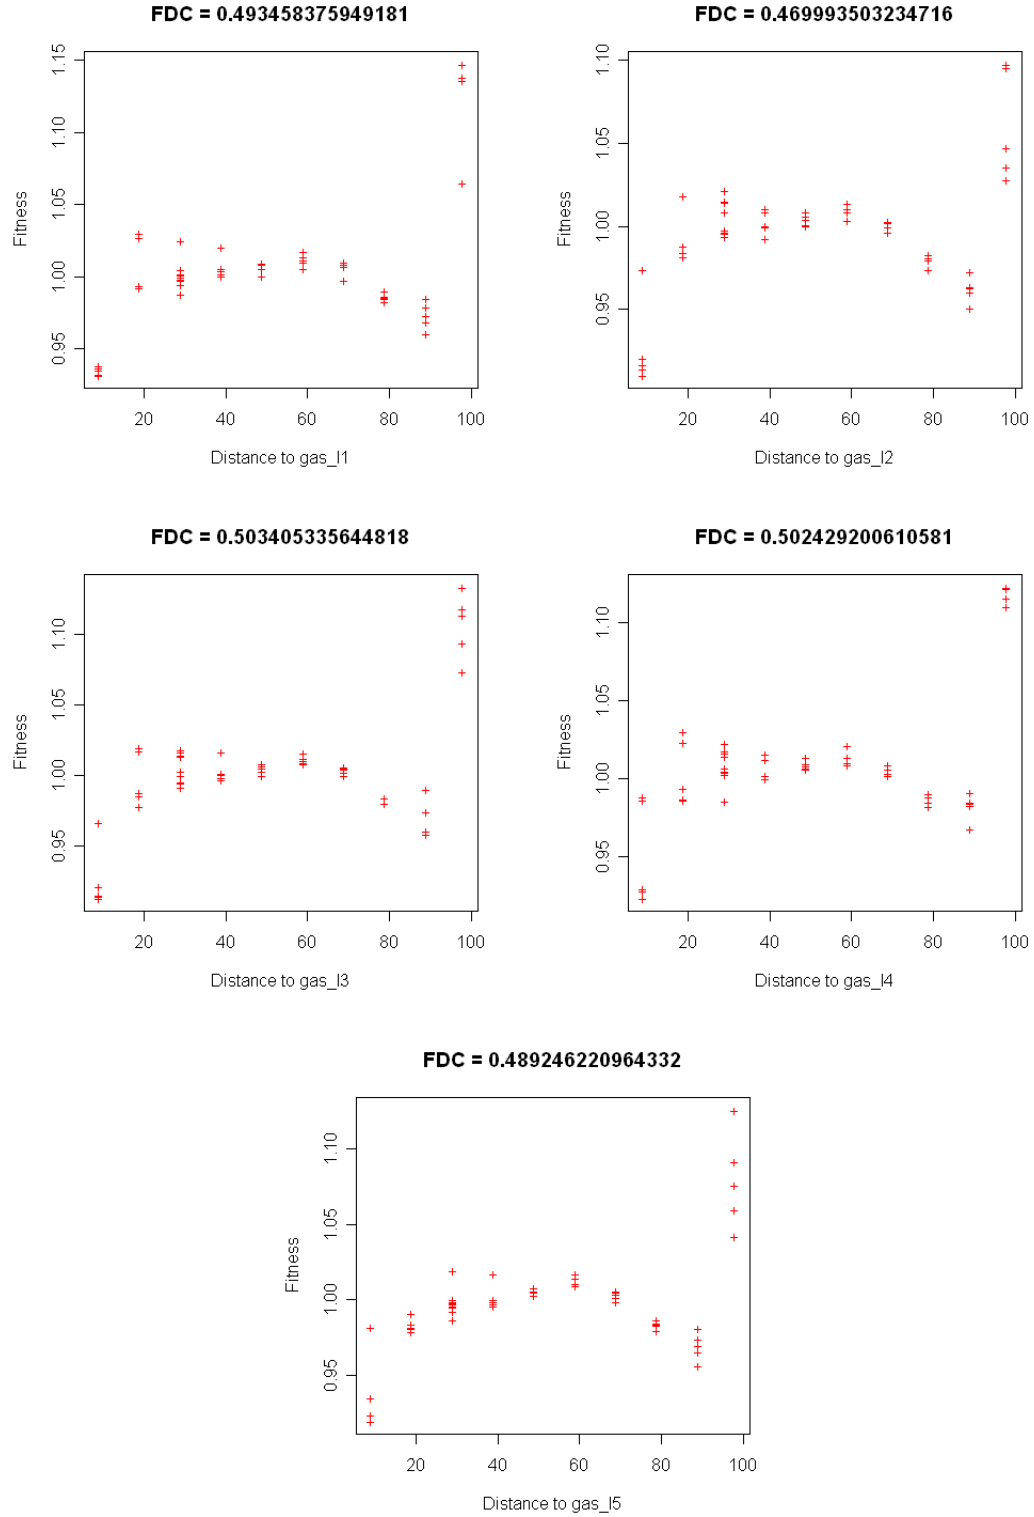 FDC = 0.493458375949181
1.15
1.10
1.05
1.00
0.95
Fitness
20 40 60 80 100
Distance to gas_l1
FDC = 0.469993503234716
1.10
1.05
1.00
0.95
Fitness
20 40 60 80 100
Distance to gas_l2
FDC = 0.503405335644818
1.10
1.05
1.00
0.95
Fitness
20 40 60 80 100
Distance to gas_l3
FDC = 0.502429200610581
1.10
1.05
1.00
0.95
Fitness
20 40 60 80 100
Distance to gas_l4
FDC = 0.489246220964332
1.10
1.05
1.00
0.95
Fitness
20 40 60 80 100
Distance to gas_l5